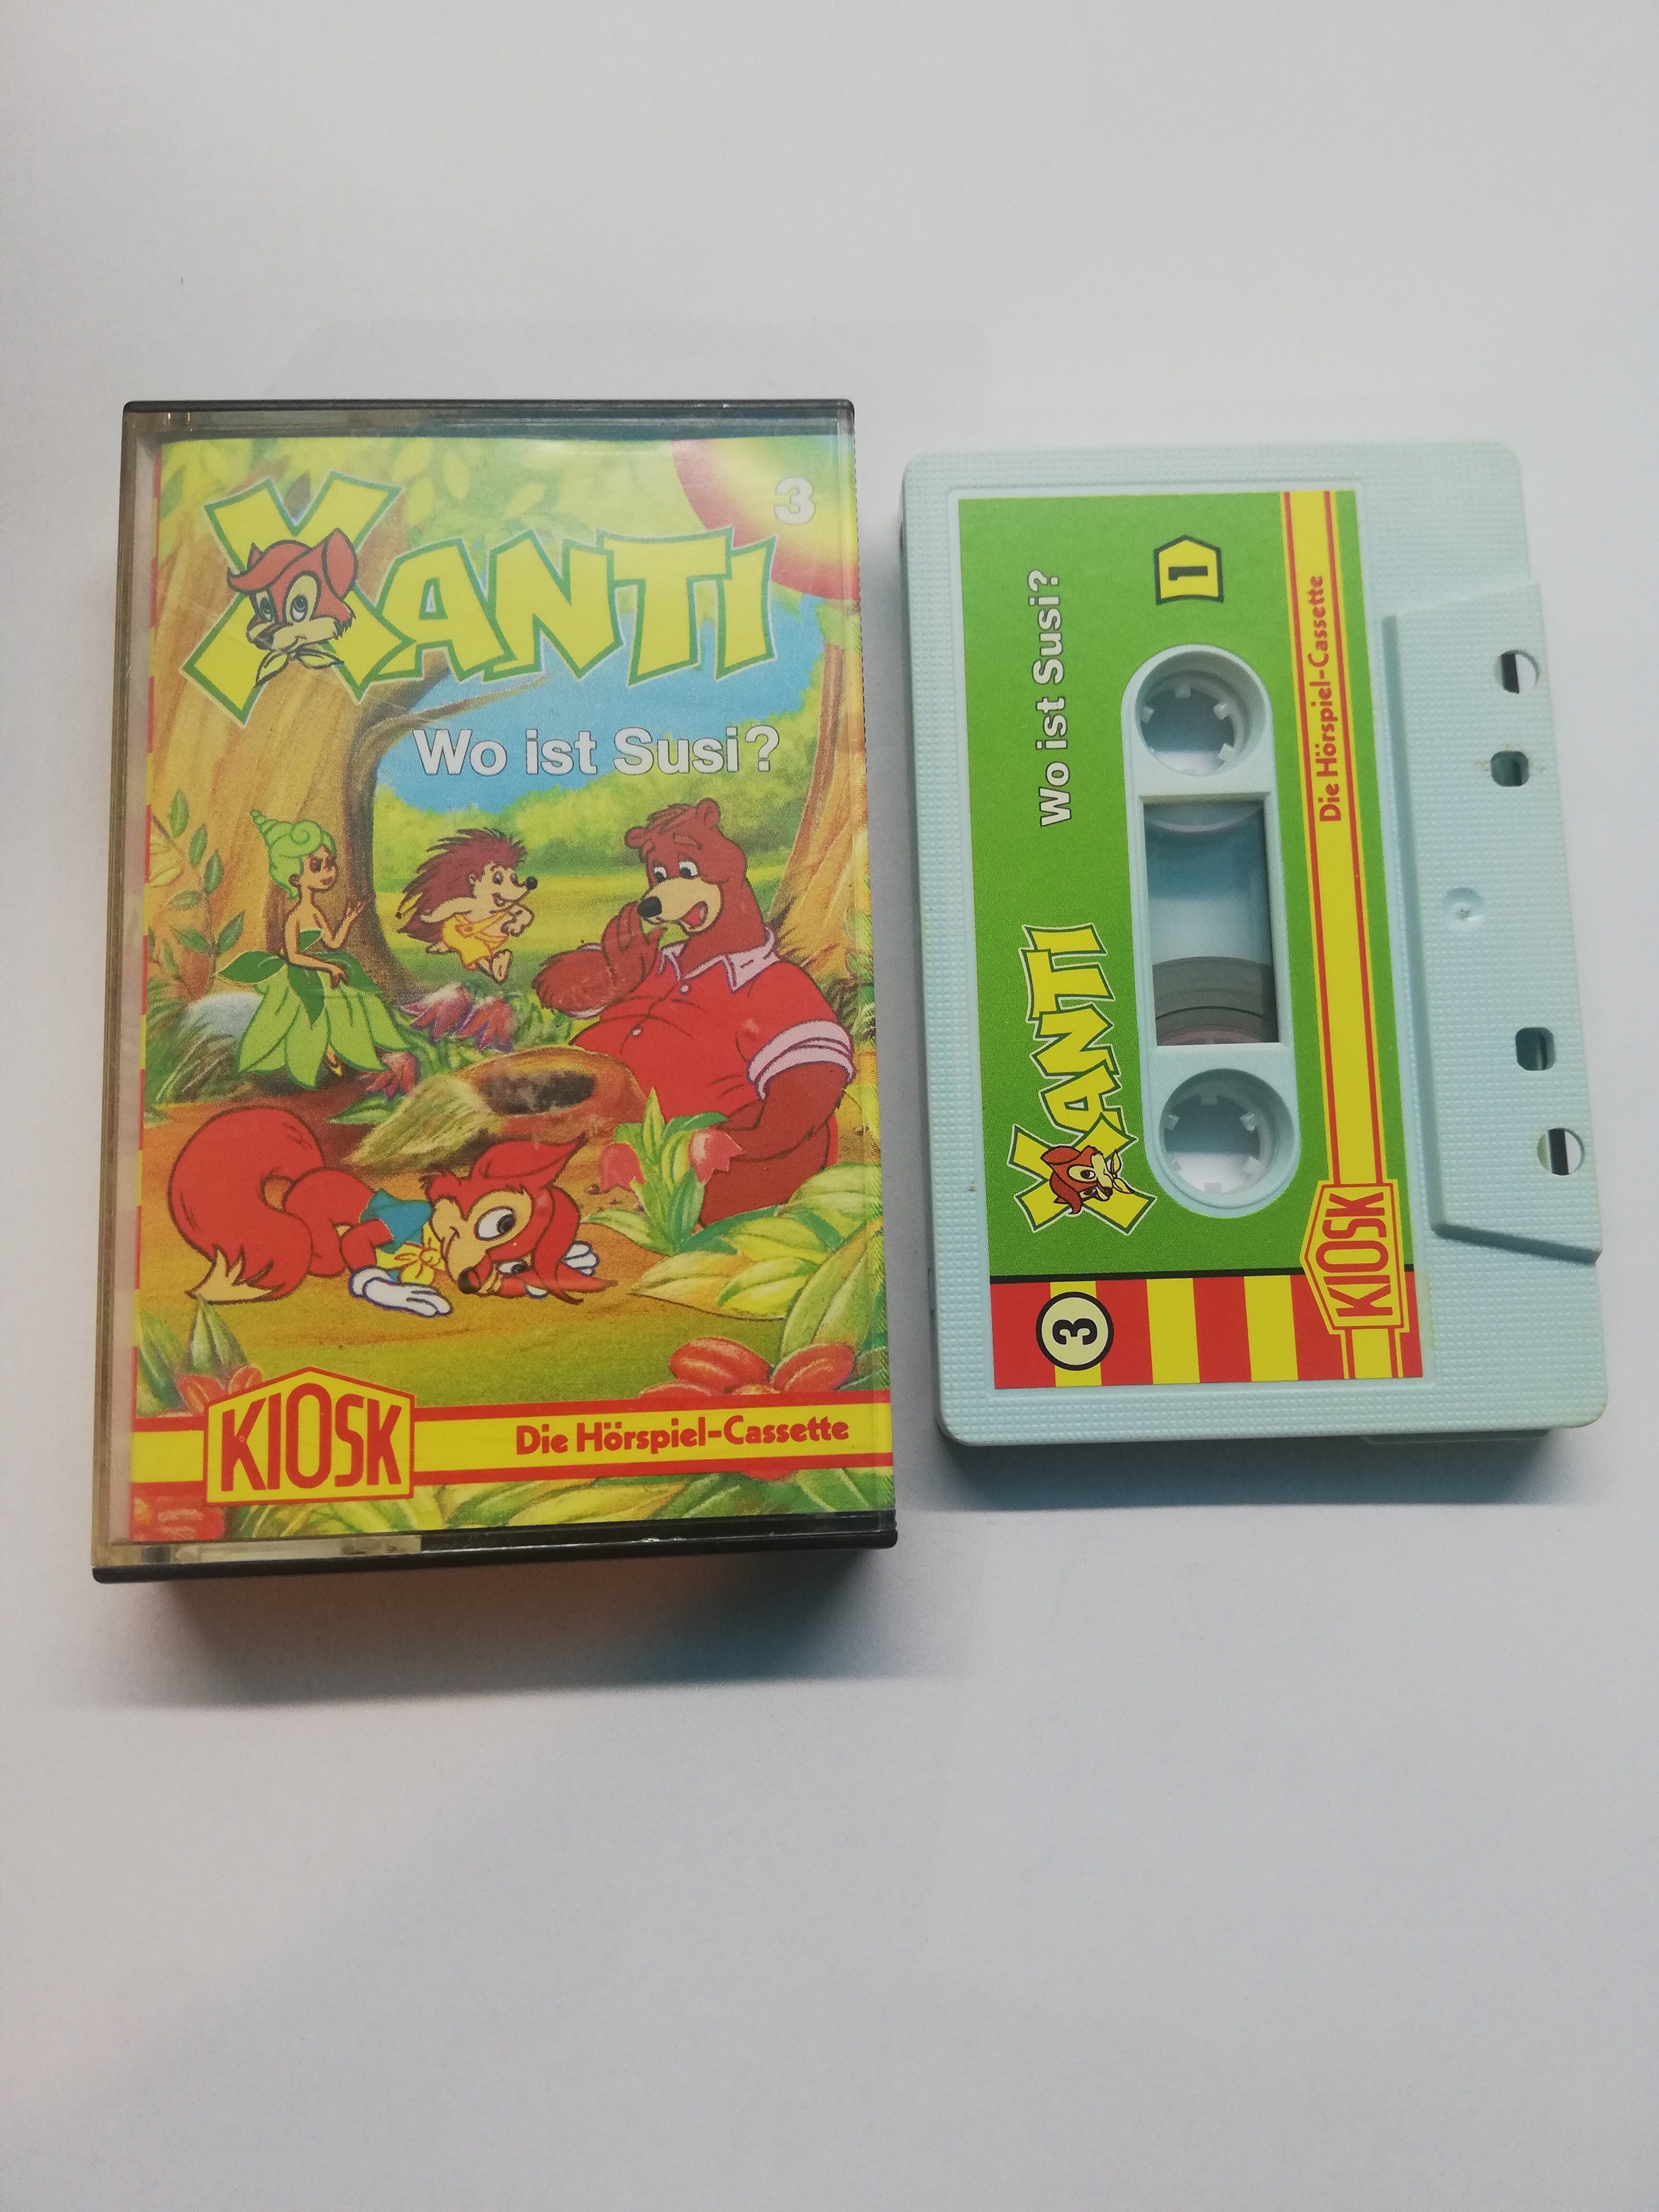 3
XANTI
Wo ist Susi?
KIOSK
Die Hörspiel-Cassette
Wo ist Susi?
1
XANTI
Die Hörspiel-Cassette
KIOSK
3